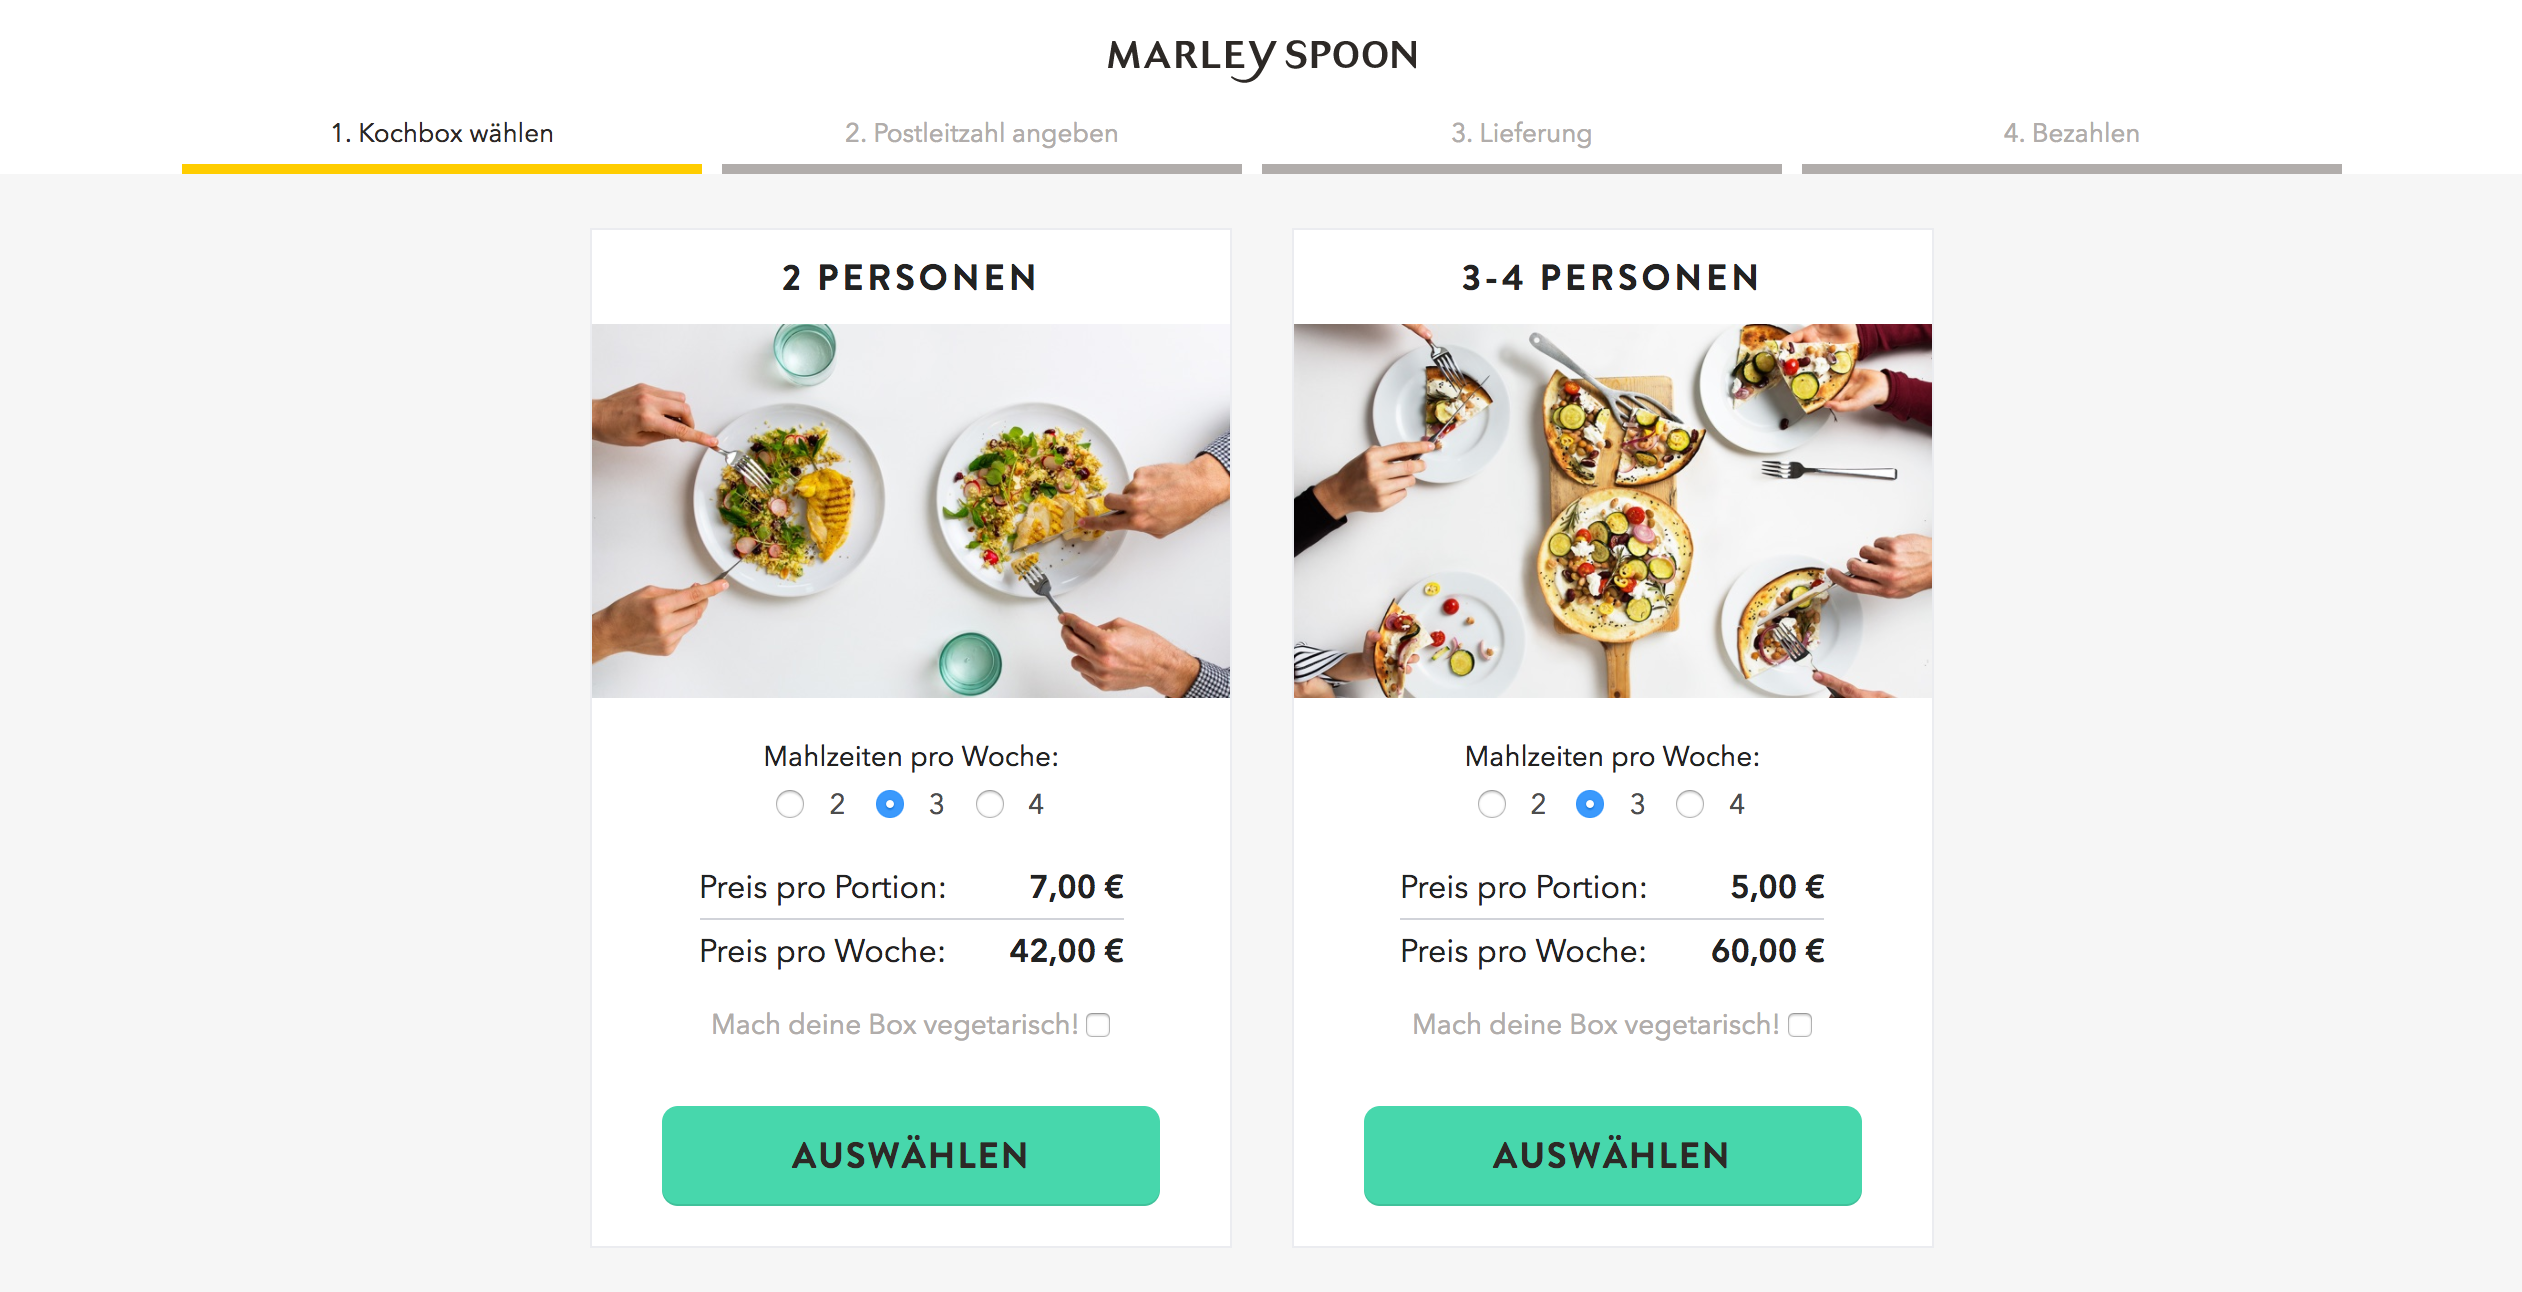 MARLEY SPOON
1. Kochbox wählen
2. Postleitzahl angeben
3. Lieferung
4. Bezahlen
2 PERSONEN
Mahlzeiten pro Woche:
2 3 4
Preis pro Portion: 7,00 €
Preis pro Woche: 42,00 €
Mach deine Box vegetarisch!
AUSWÄHLEN
3-4 PERSONEN
Mahlzeiten pro Woche:
2 3 4
Preis pro Portion: 5,00 €
Preis pro Woche: 60,00 €
Mach deine Box vegetarisch!
AUSWÄHLEN